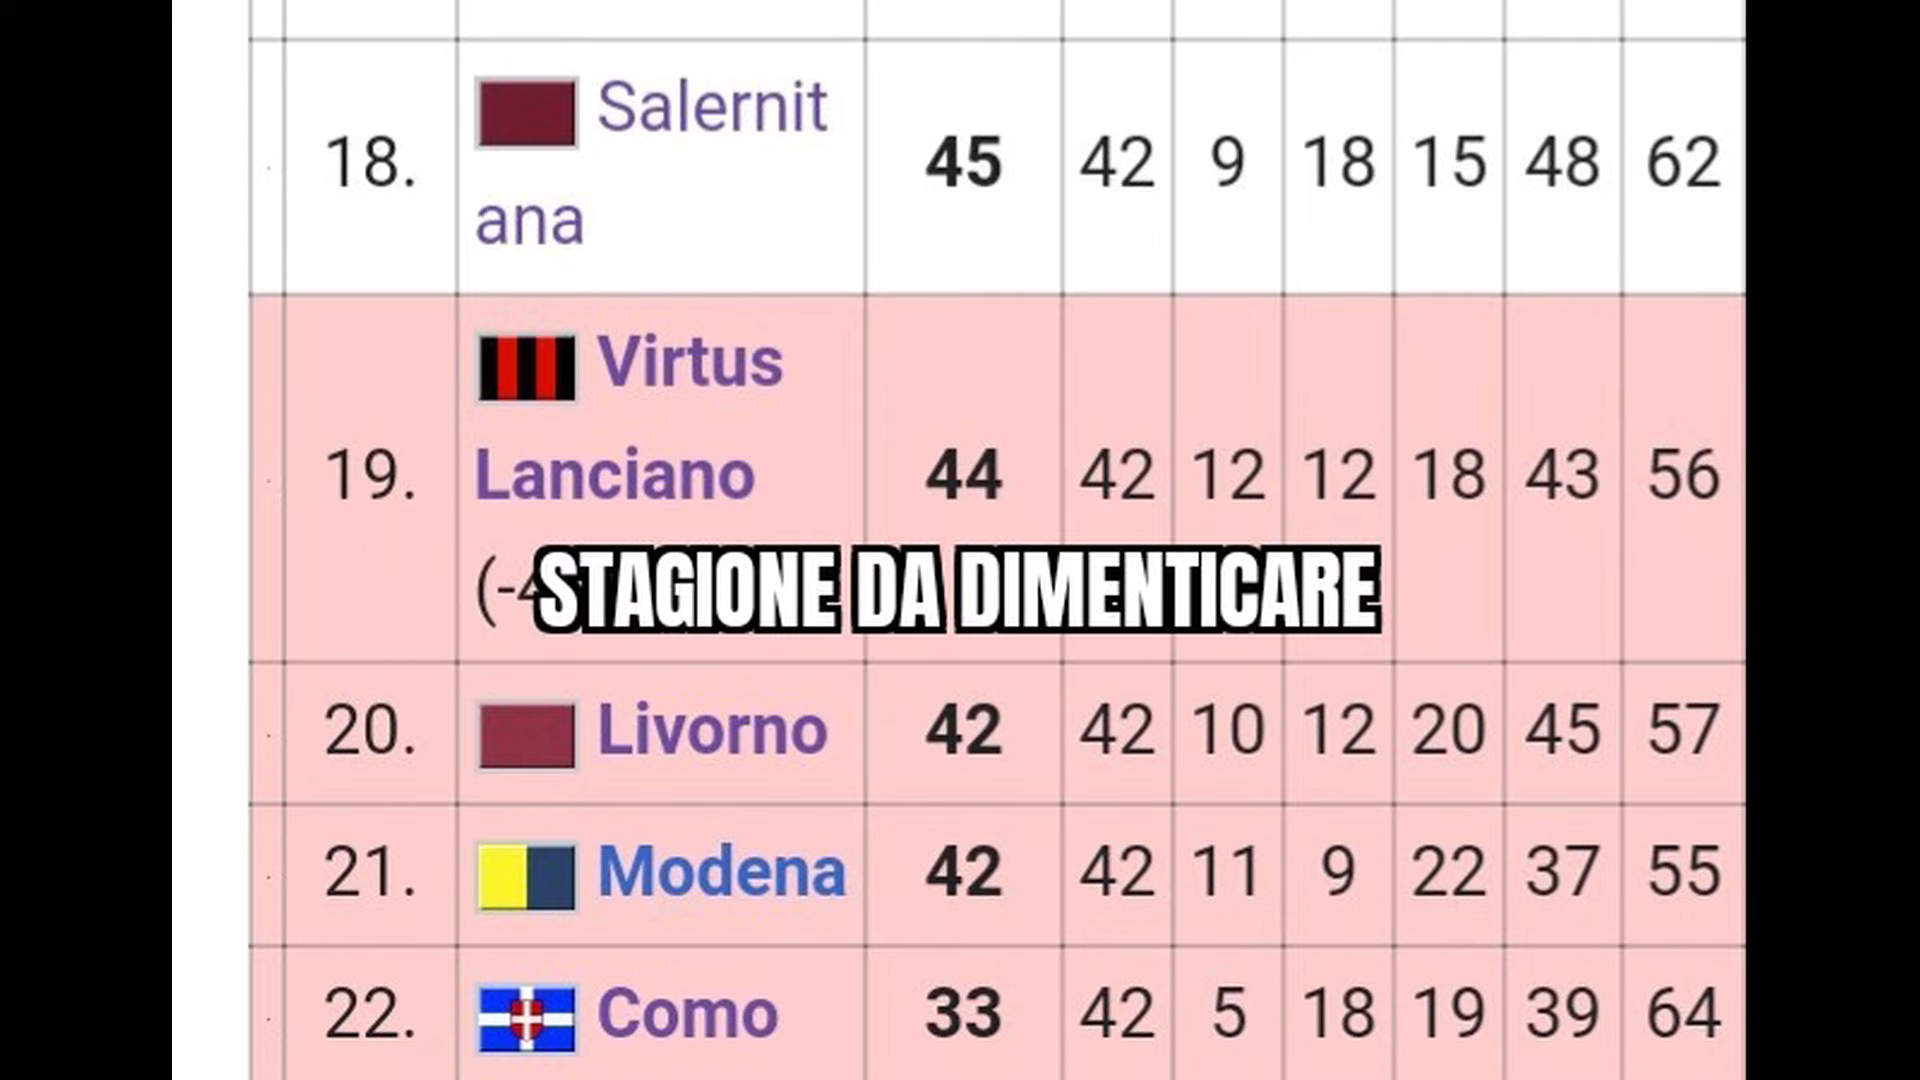 18. Salernit
ana 45 42 9 18 15 48 62
19. Virtus
Lanciano 44 42 12 12 18 43 56
STAGIONE DA DIMENTICARE
20. Livorno 42 42 10 12 20 45 57
21. Modena 42 42 11 9 22 37 55
22. Como 33 42 5 18 19 39 64